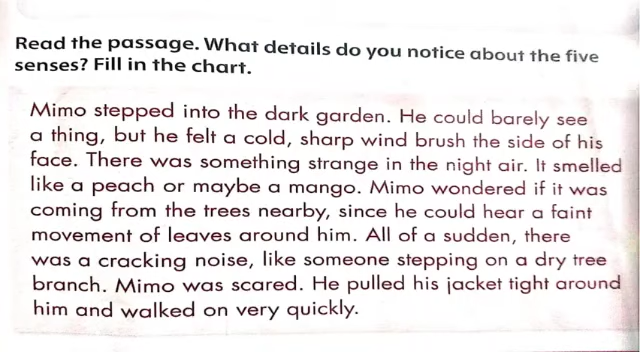 Read the passage. What details do you notice about the five
senses? Fill in the chart.
Mimo stepped into the dark garden. He could barely see
a thing, but he felt a cold, sharp wind brush the side of his
face. There was something strange in the night air. It smelled
like a peach or maybe a mango. Mimo wondered if it was
coming from the trees nearby, since he could hear a faint
movement of leaves around him. All of a sudden, there
was a cracking noise, like someone stepping on a dry tree
branch. Mimo was scared. He pulled his jacket tight around
him and walked on very quickly.